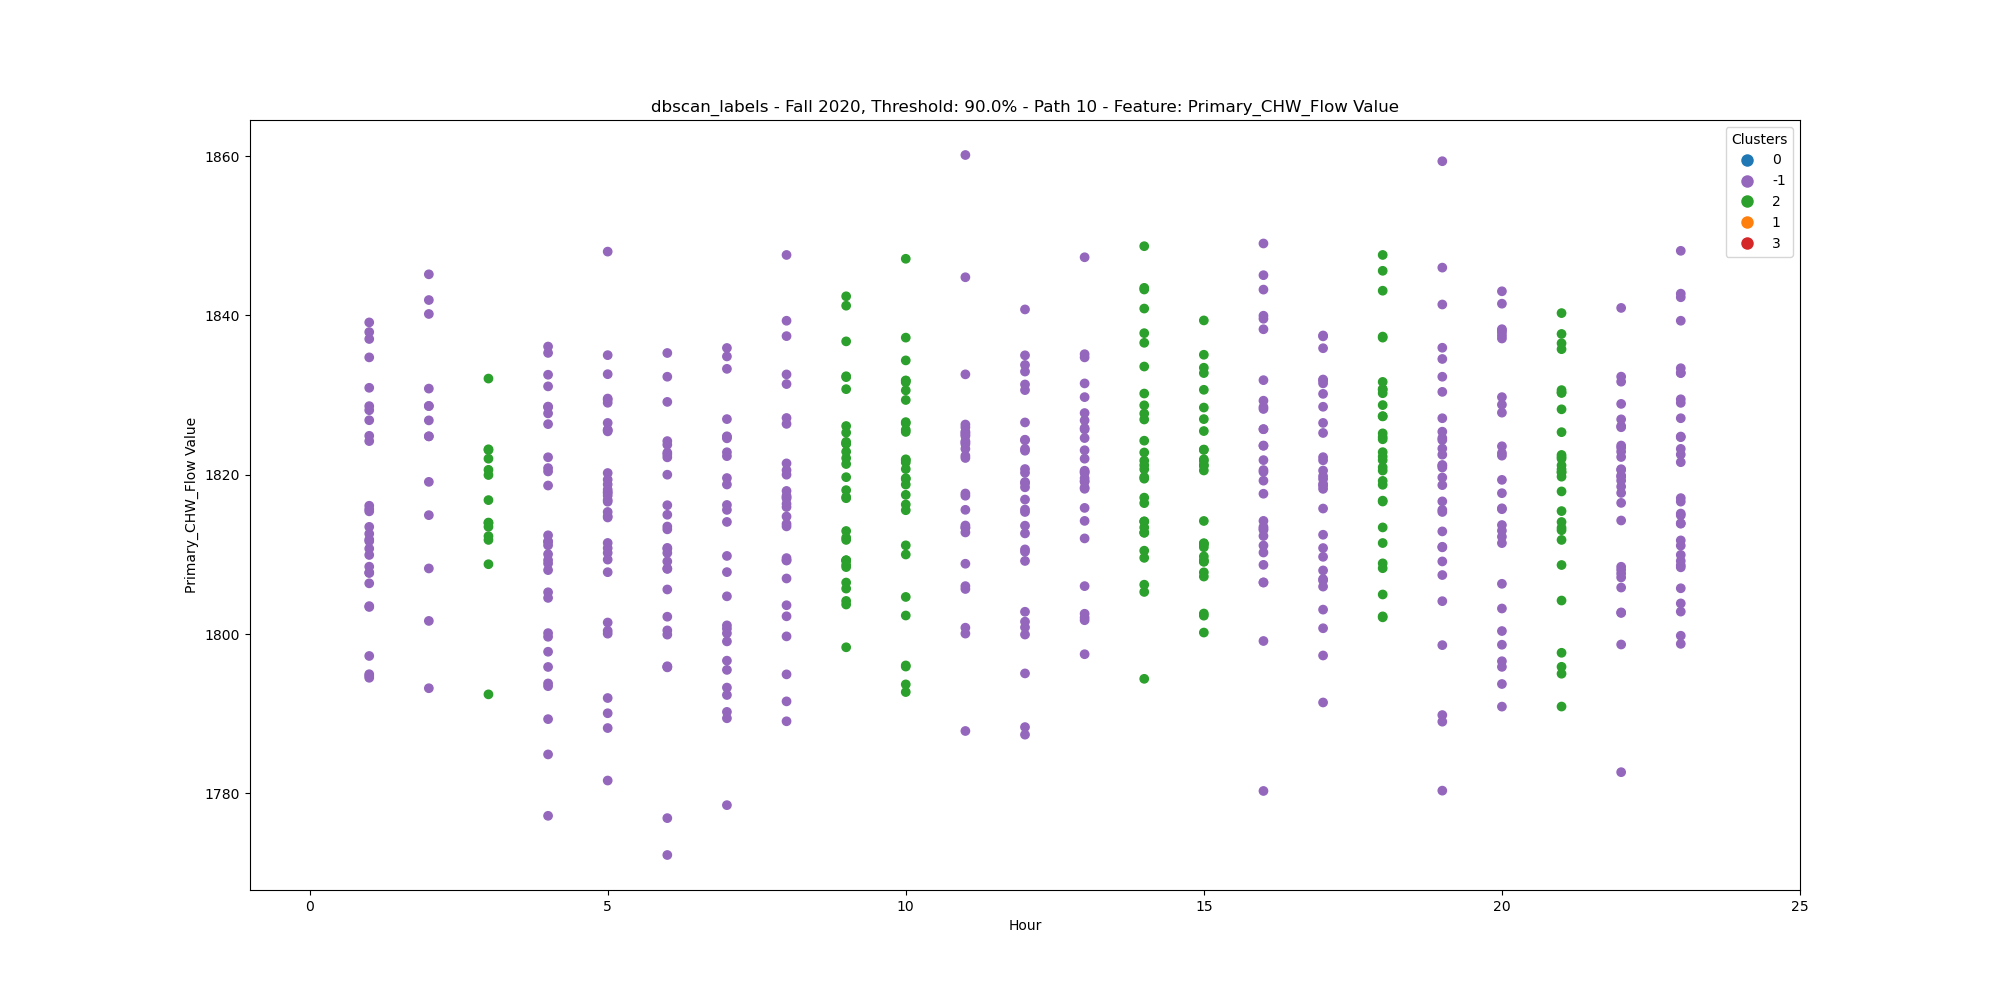 dbscan_labels - Fall 2020, Threshold: 90.0% - Path 10 - Feature: Primary_CHW_Flow Value
Clusters
0
-1
2
1
3
1860
1840
1820
1800
1780
Primary_CHW_Flow Value
0 5 10 15 20 25
Hour